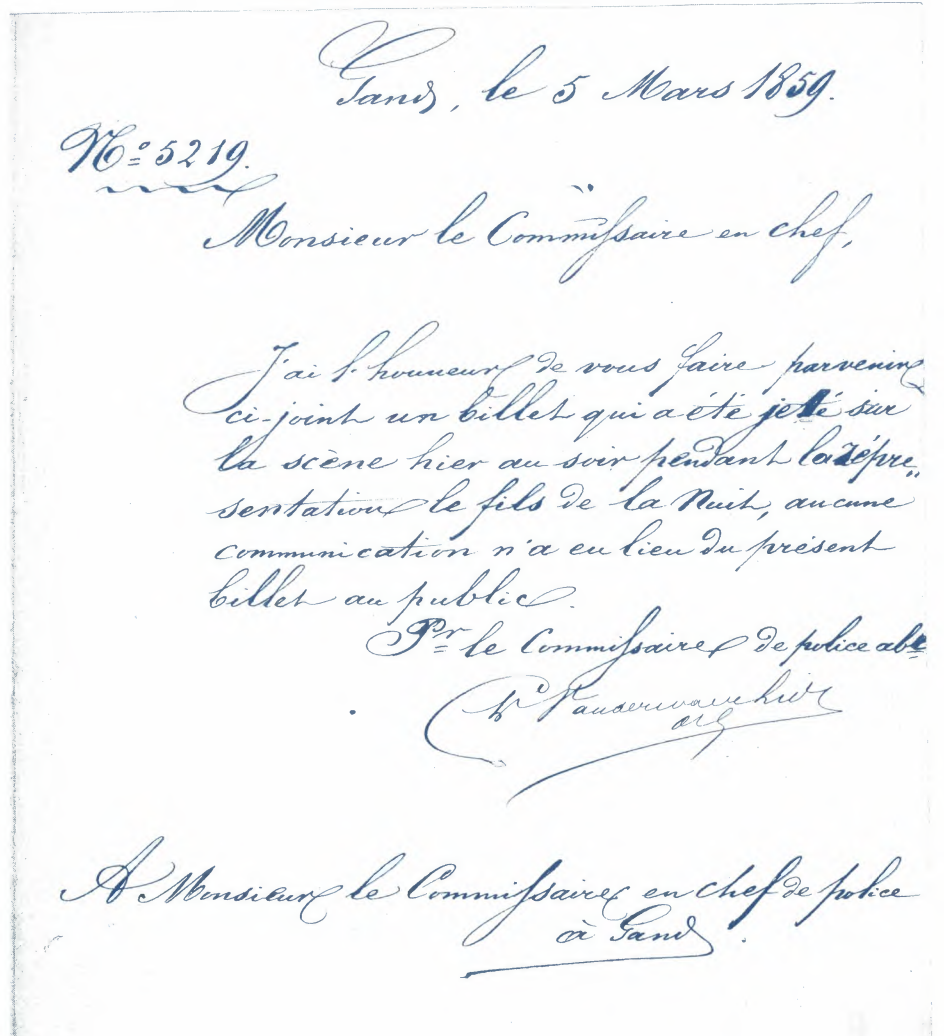 Gand, le 5 Mars 1859.
Nº 5219.
Monsieur le Commissaire en chef,
J'ai l'honneur de vous faire parvenir
ci-joint un billet qui a été jeté sur
la scène hier au soir pendant la répre„
sentation le fils de la Nuit, aucune
communication n'a eu lieu du présent
billet au public.
Pr le Commissaire de police abt
A Monsieur le Commissaire en chef de police
à Gand.